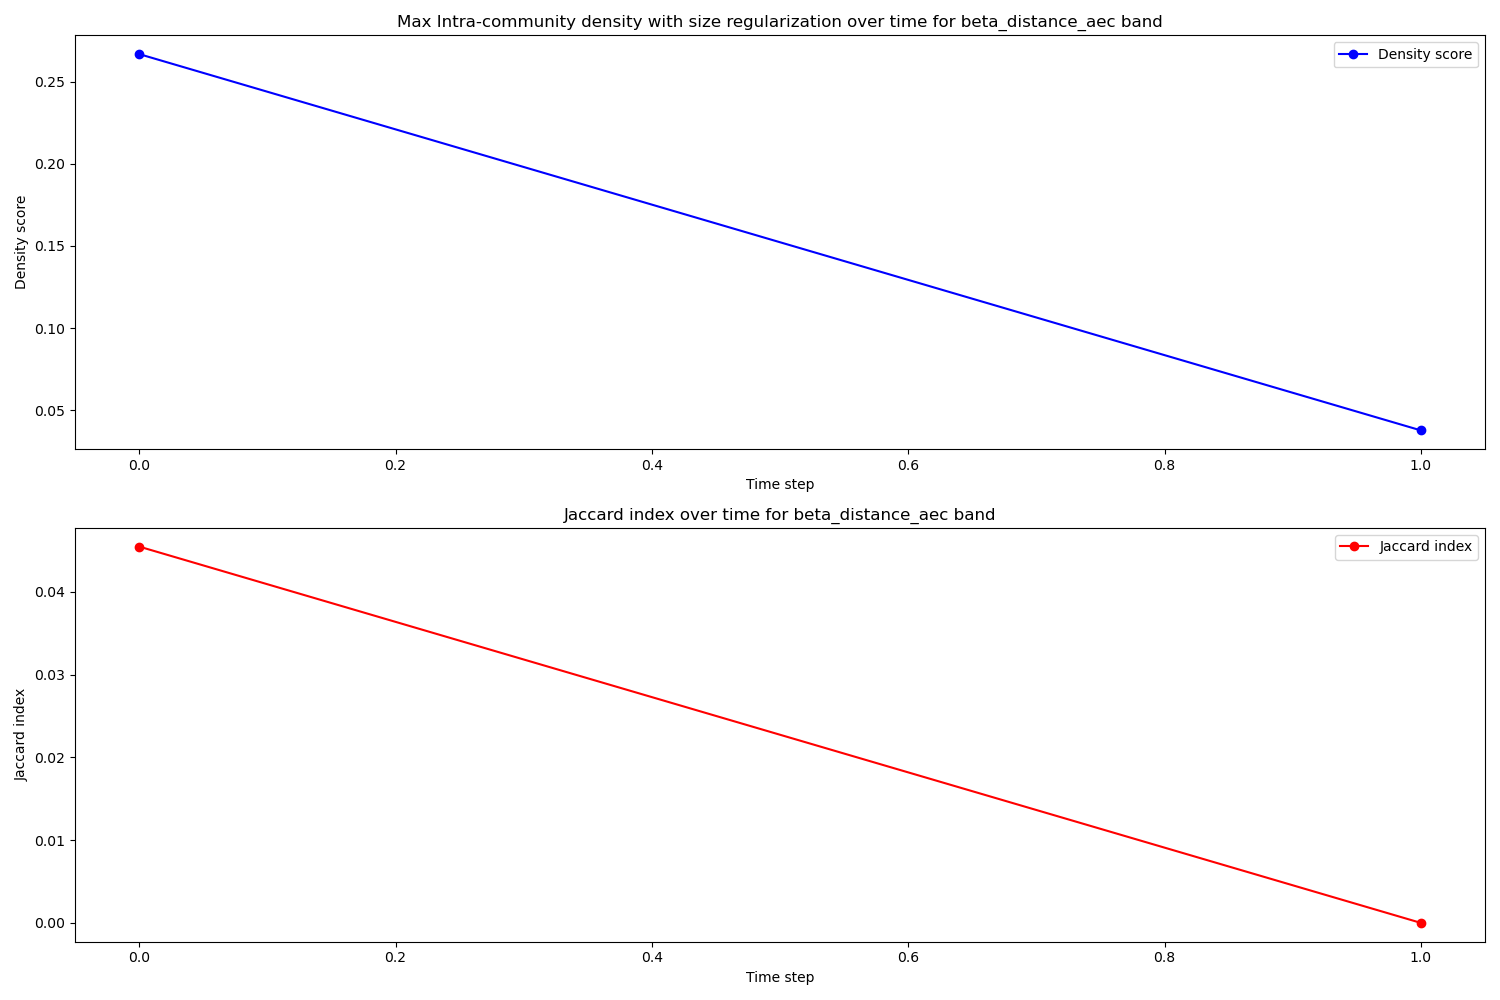 Max Intra-community density with size regularization over time for beta_distance_aec band
Density score
0.25
0.20
0.15
0.10
0.05
Density score
0.0 0.2 0.4 0.6 0.8 1.0
Time step
Jaccard index over time for beta_distance_aec band
Jaccard index
0.04
0.03
0.02
0.01
0.00
Jaccard index
0.0 0.2 0.4 0.6 0.8 1.0
Time step